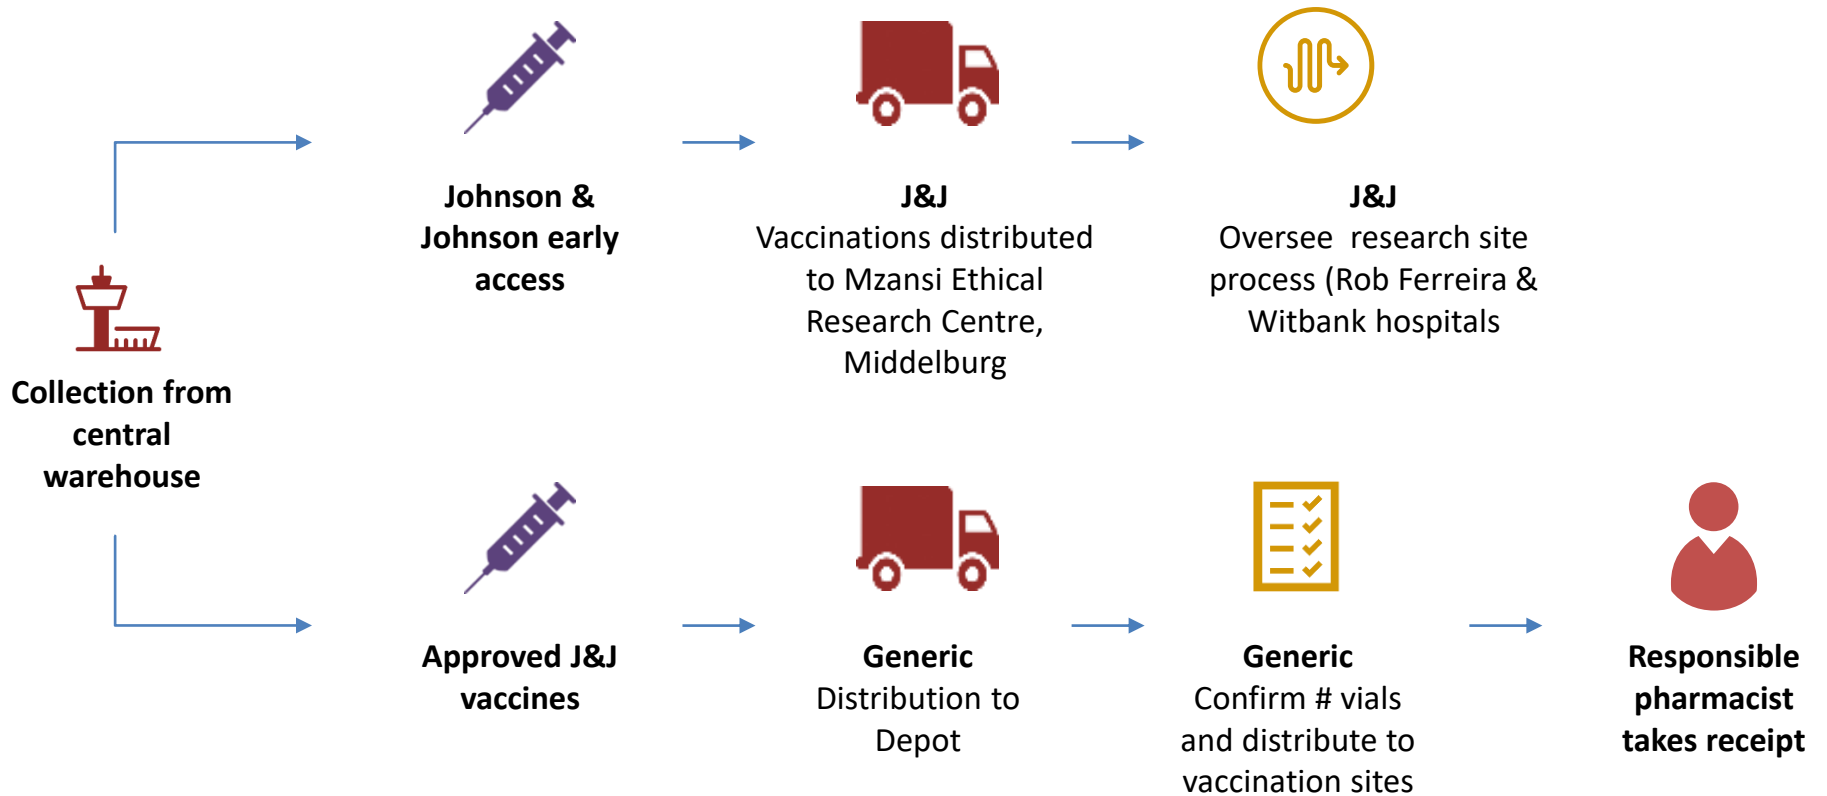 Collection from
central
warehouse
Johnson &
Johnson early
access
J&J
Vaccinations distributed
to Mzansi Ethical
Research Centre,
Middelburg
J&J
Oversee  research site
process (Rob Ferreira &
Witbank hospitals
Approved J&J
vaccines
Generic
Distribution to
Depot
Generic
Confirm # vials
and distribute to
vaccination sites
Responsible
pharmacist
takes receipt